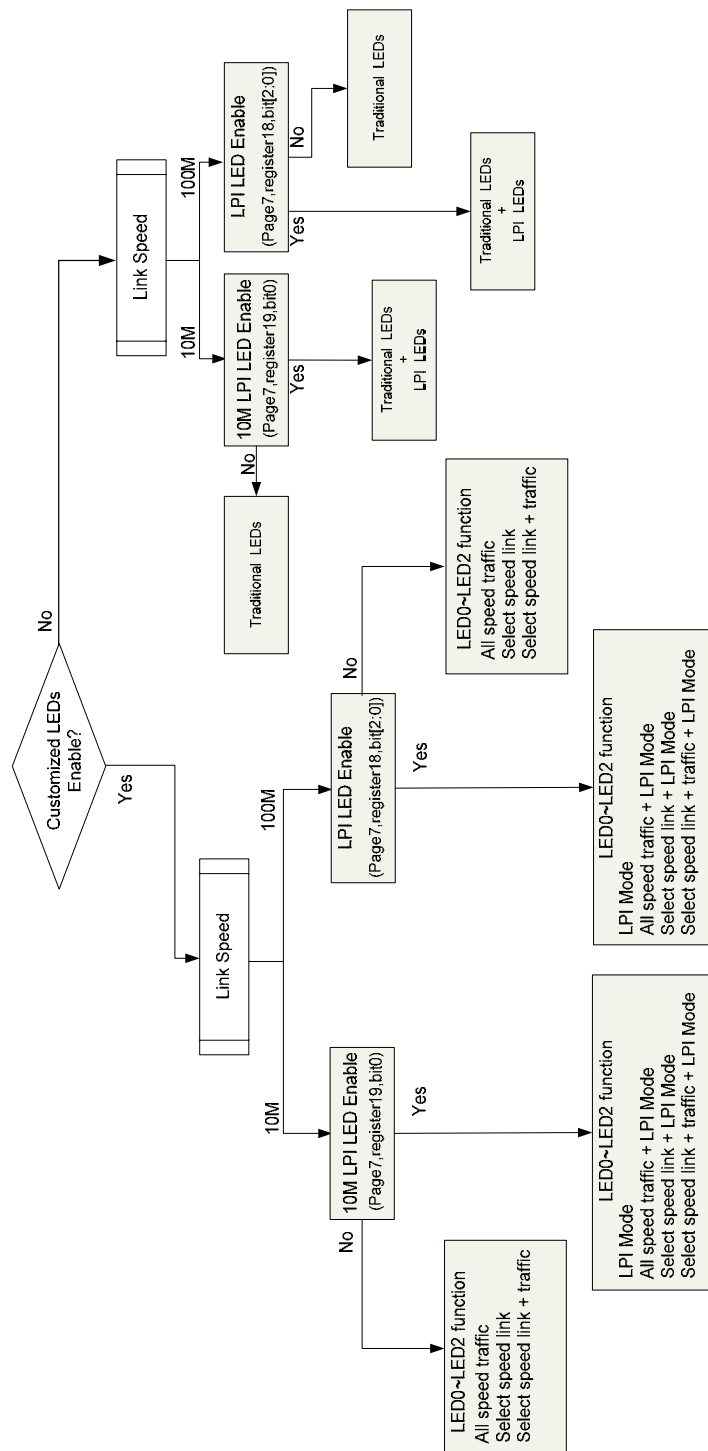 Customized LEDs
Enable?
Yes
No
Link Speed
10M
100M
10M LPI LED Enable
(Page7,register19,bit0)
No
Yes
LED0~LED2 function
All speed traffic
Select speed link
Select speed link + traffic
LED0~LED2 function
LPI Mode
All speed traffic + LPI Mode
Select speed link + LPI Mode
Select speed link + traffic + LPI Mode
LPI LED Enable
(Page7,register18,bit[2:0])
Yes
No
LED0~LED2 function
LPI Mode
All speed traffic + LPI Mode
Select speed link + LPI Mode
Select speed link + traffic + LPI Mode
LED0~LED2 function
All speed traffic
Select speed link
Select speed link + traffic
Link Speed
10M
100M
10M LPI LED Enable
(Page7,register19,bit0)
No
Yes
Traditional LEDs
Traditional LEDs
+
LPI LEDs
LPI LED Enable
(Page7,register18,bit[2:0])
Yes
No
Traditional LEDs
+
LPI LEDs
Traditional LEDs